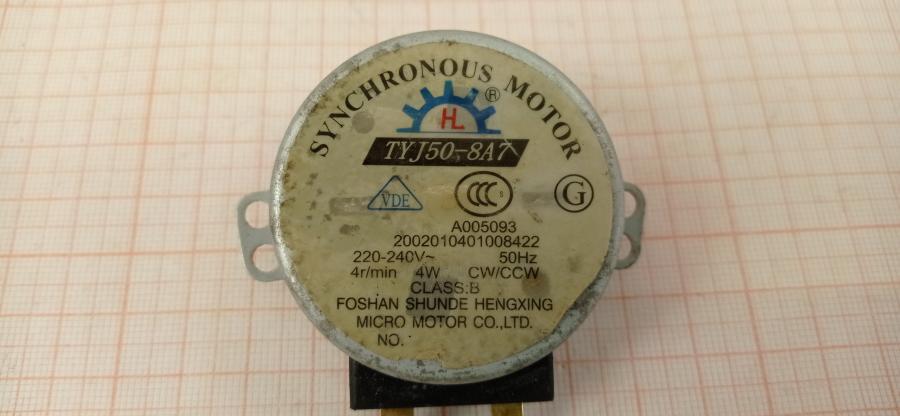 SYNCHRONOUS MOTOR
HL ®
TYJ50-8A7
VDE CCC S G
A005093
2002010401008422
220-240V~ 50Hz
4r/min 4W CW/CCW
CLASS:B
FOSHAN SHUNDE HENGXING
MICRO MOTOR CO.,LTD.
NO.